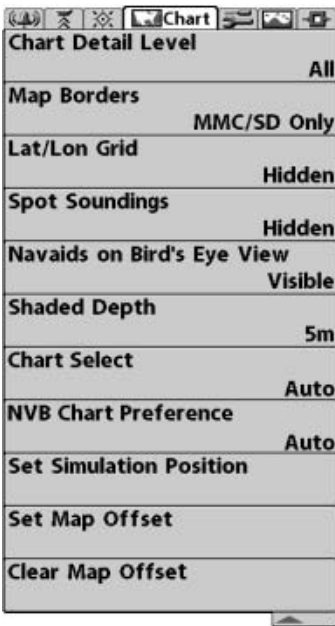 Chart
Chart Detail Level
All
Map Borders
MMC/SD Only
Lat/Lon Grid
Hidden
Spot Soundings
Hidden
Navaids on Bird's Eye View
Visible
Shaded Depth
5m
Chart Select
Auto
NVB Chart Preference
Auto
Set Simulation Position
Set Map Offset
Clear Map Offset